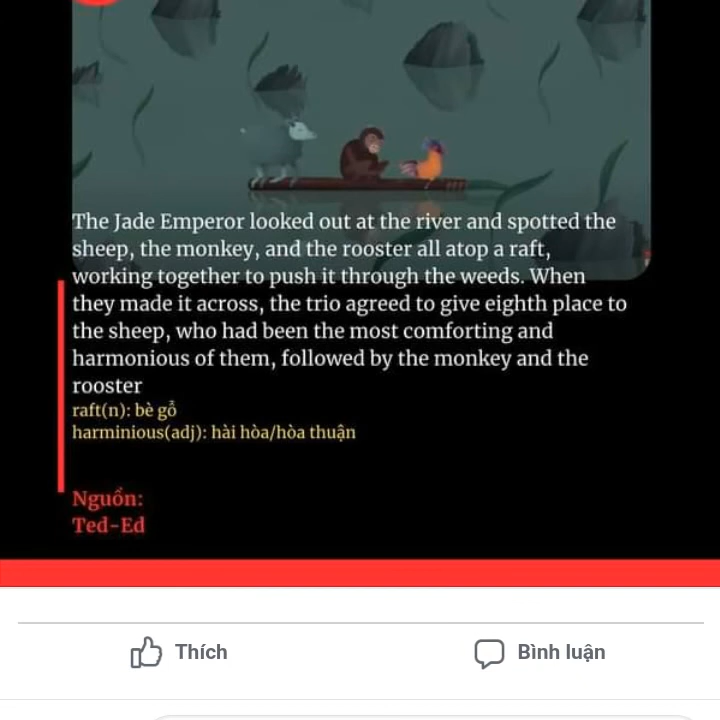 The Jade Emperor looked out at the river and spotted the
sheep, the monkey, and the rooster all atop a raft,
working together to push it through the weeds. When
they made it across, the trio agreed to give eighth place to
the sheep, who had been the most comforting and
harmonious of them, followed by the monkey and the
rooster
raft(n): bè gỗ
harminious(adj): hài hòa/hòa thuận
Nguồn:
Ted-Ed
Thích
Bình luận